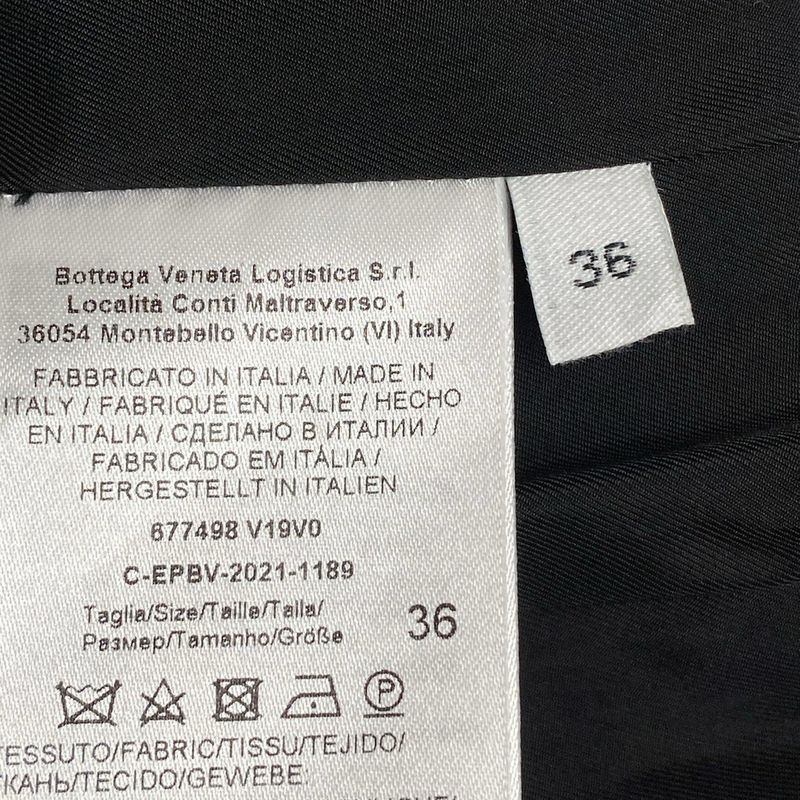 Bottega Veneta Logistica S.r.l.
Località Conti Maltraverso,1
36054 Montebello Vicentino (VI) Italy
FABBRICATO IN ITALIA / MADE IN
ITALY / FABRIQUÉ EN ITALIE / HECHO
EN ITALIA / СДЕЛАНО В ИТАЛИИ /
FABRICADO EM ITÁLIA /
HERGESTELLT IN ITALIEN
677498 V19V0
C-EPBV-2021-1189
Taglia/Size/Taille/Talla/
Размер/Tamanho/Größe
36
P
TESSUTO/FABRIC/TISSU/TEJIDO/
ТКАНЬ/TECIDO/GEWEBE
36